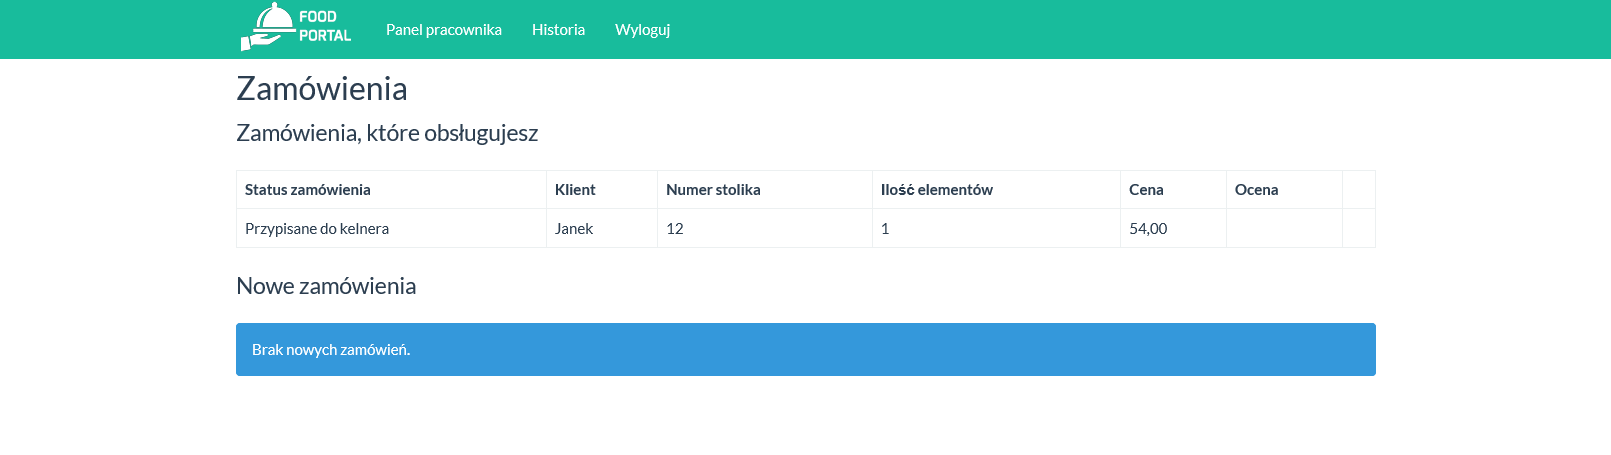 FOOD PORTAL
Panel pracownika Historia Wyloguj
Zamówienia
Zamówienia, które obsługujesz
Status zamówienia Klient Numer stolika Ilość elementów Cena Ocena
Przypisane do kelnera Janek 12 1 54,00
Nowe zamówienia
Brak nowych zamówień.